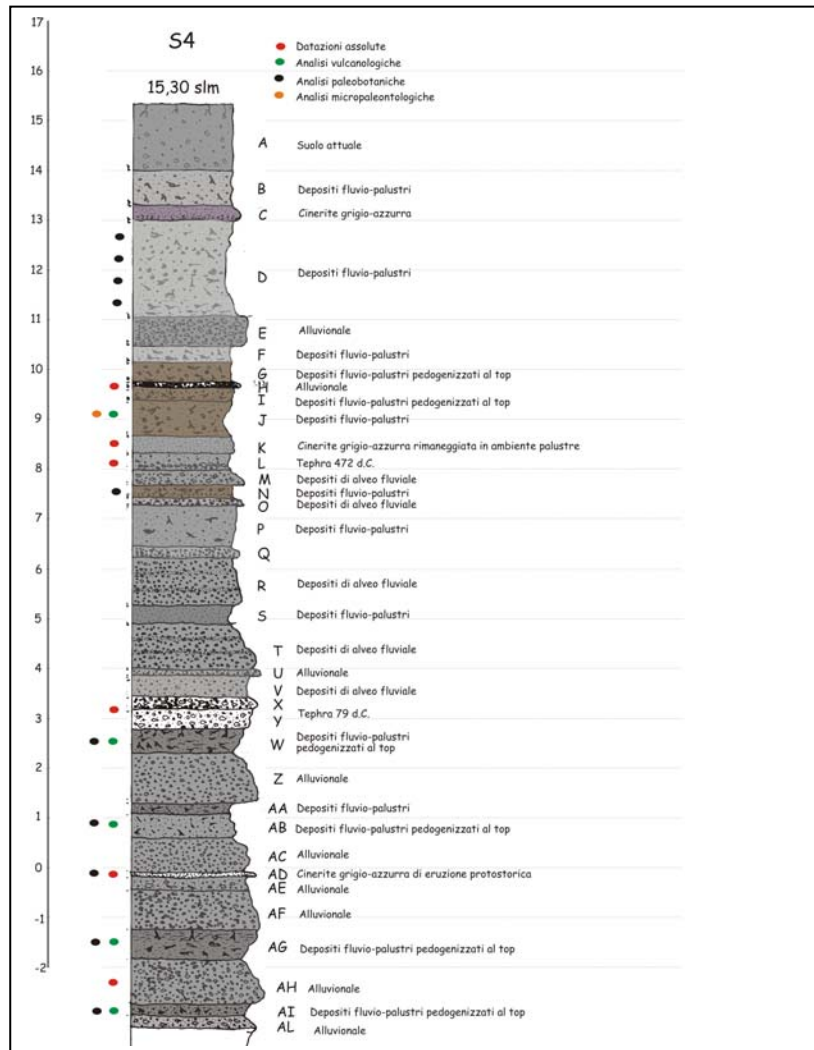 17
16
15
14
13
12
11
10
9
8
7
6
5
4
3
2
1
0
-1
-2
S4
15,30 slm
Datazioni assolute
Analisi vulcanologiche
Analisi paleobotaniche
Analisi micropaleontologiche
A Suolo attuale
B Depositi fluvio-palustri
C Cinerite grigio-azzurra
D Depositi fluvio-palustri
E Alluvionale
F Depositi fluvio-palustri
G Depositi fluvio-palustri pedogenizzati al top
H Alluvionale
I Depositi fluvio-palustri pedogenizzati al top
J Depositi fluvio-palustri
K Cinerite grigio-azzurra rimaneggiata in ambiente palustre
L Tephra 472 d.C.
M Depositi di alveo fluviale
N Depositi fluvio-palustri
O Depositi di alveo fluviale
P Depositi fluvio-palustri
Q
R Depositi di alveo fluviale
S Depositi fluvio-palustri
T Depositi di alveo fluviale
U Alluvionale
V Depositi di alveo fluviale
X
Tephra 79 d.C.
Y
W Depositi fluvio-palustri
pedogenizzati al top
Z Alluvionale
AA Depositi fluvio-palustri
AB Depositi fluvio-palustri pedogenizzati al top
AC Alluvionale
AD Cinerite grigio-azzurra di eruzione protostorica
AE Alluvionale
AF Alluvionale
AG Depositi fluvio-palustri pedogenizzati al top
AH Alluvionale
AI Depositi fluvio-palustri pedogenizzati al top
AL Alluvionale